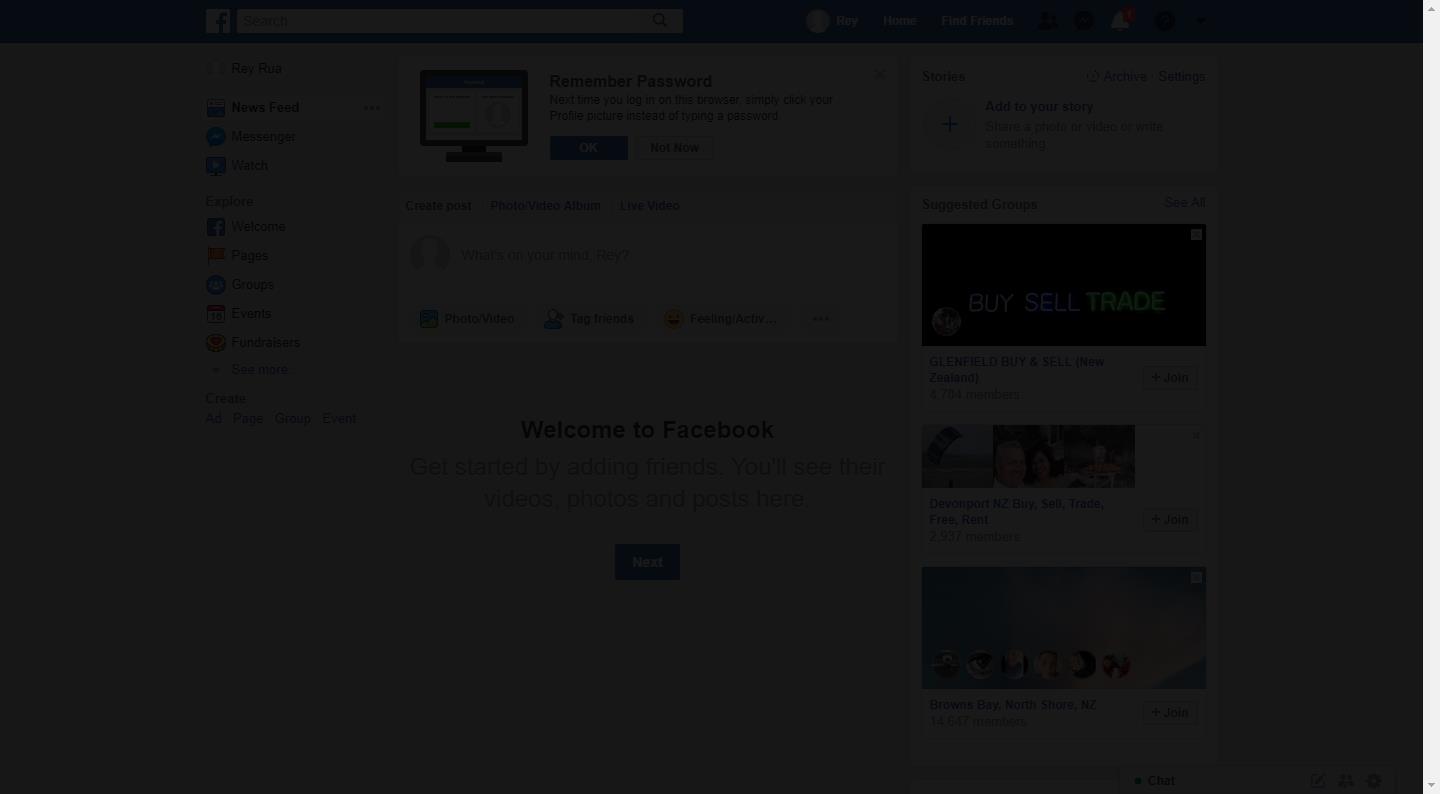 Search
Rey
Home
Find Friends
1
Rey Rua
News Feed
Messenger
Watch
Explore
Welcome
Pages
Groups
16
Events
Fundraisers
See more...
Create
Ad Page Group Event
Remember Password
Next time you log in on this browser, simply click your
Profile picture instead of typing a password.
OK
Not Now
Create post
Photo/Video Album
Live Video
What's on your mind, Rey?
Photo/Video
Tag friends
Feeling/Activ...
Welcome to Facebook
Get started by adding friends. You'll see their
videos, photos and posts here.
Next
Stories
Archive · Settings
Add to your story
Share a photo or video or write
something
Suggested Groups
See All
BUY SELL TRADE
GLENFIELD BUY & SELL (New
Zealand)
4,784 members
+ Join
Devonport NZ Buy, Sell, Trade,
Free, Rent
2,937 members
+ Join
Browns Bay, North Shore, NZ
14,647 members
+ Join
Chat